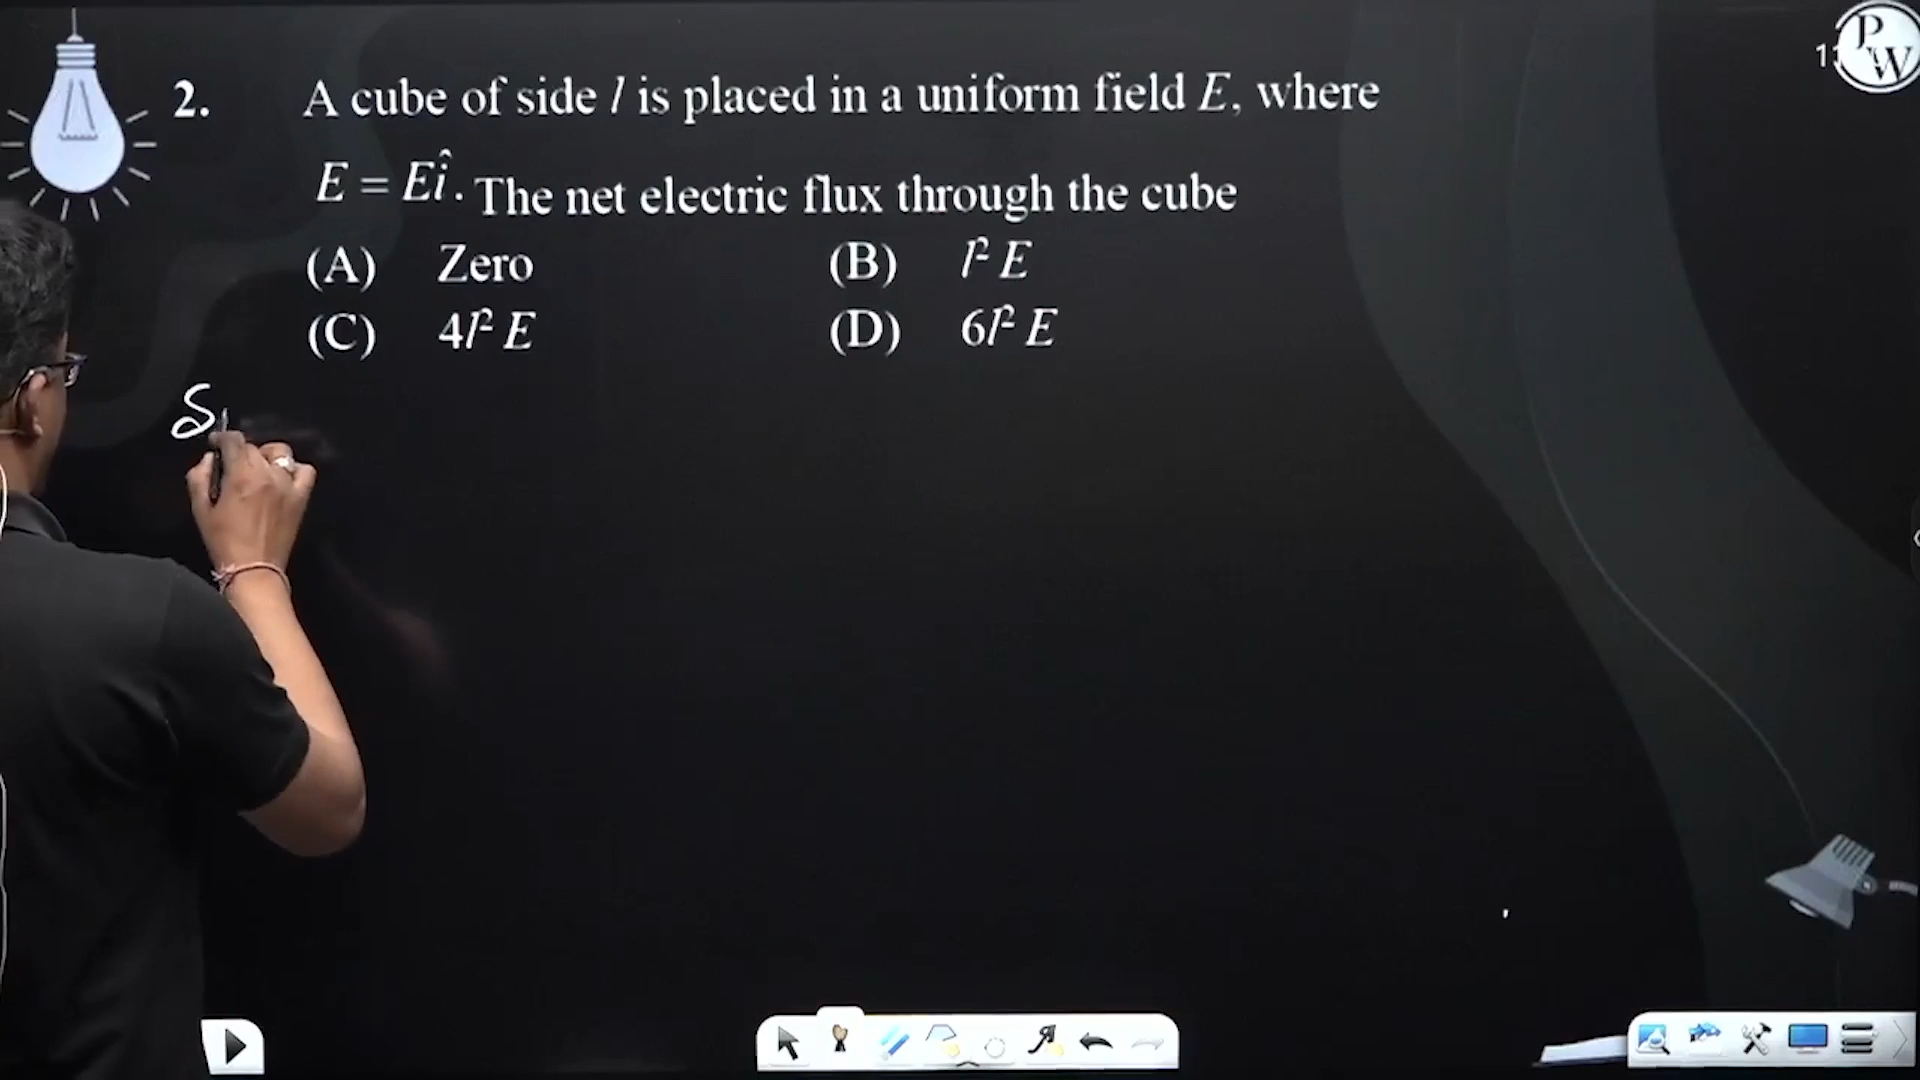 PW
2. A cube of side l is placed in a uniform field E, where
E = Eî. The net electric flux through the cube
(A) Zero (B) l² E
(C) 4l² E (D) 6l² E